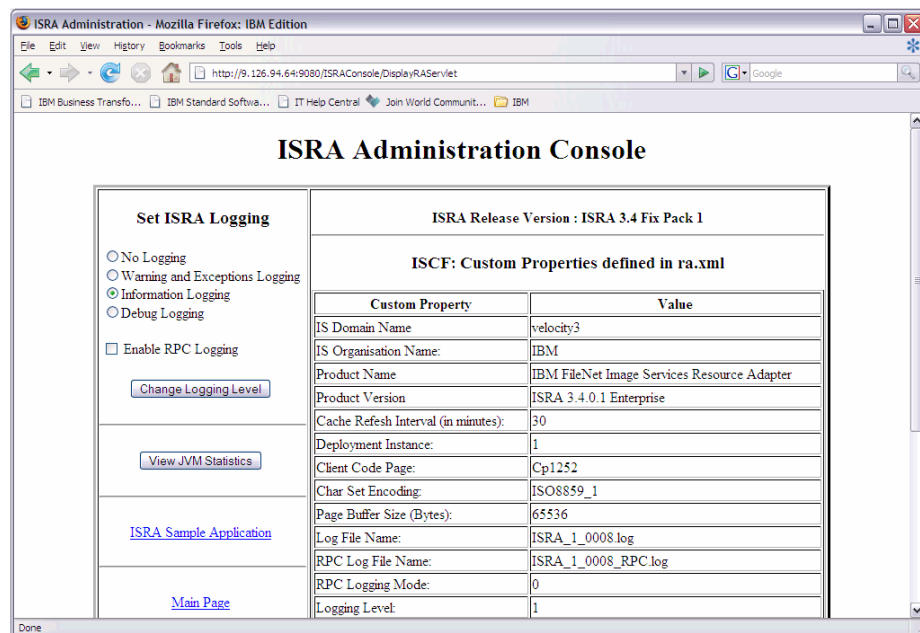 ISRA Administration - Mozilla Firefox: IBM Edition
File Edit View History Bookmarks Tools Help
http://9.126.94.64:9080/ISRAConsole/DisplayRAServlet
G Google
IBM Business Transfo... IBM Standard Softwa... IT Help Central Join World Communit... IBM
ISRA Administration Console
Set ISRA Logging
No Logging
Warning and Exceptions Logging
Information Logging
Debug Logging
Enable RPC Logging
Change Logging Level
View JVM Statistics
ISRA Sample Application
Main Page
ISRA Release Version : ISRA 3.4 Fix Pack 1
ISCF: Custom Properties defined in ra.xml
Custom Property Value
IS Domain Name velocity3
IS Organisation Name: IBM
Product Name IBM FileNet Image Services Resource Adapter
Product Version ISRA 3.4.0.1 Enterprise
Cache Refesh Interval (in minutes): 30
Deployment Instance: 1
Client Code Page: Cp1252
Char Set Encoding: ISO8859_1
Page Buffer Size (Bytes): 65536
Log File Name: ISRA_1_0008.log
RPC Log File Name: ISRA_1_0008_RPC.log
RPC Logging Mode: 0
Logging Level: 1
Done